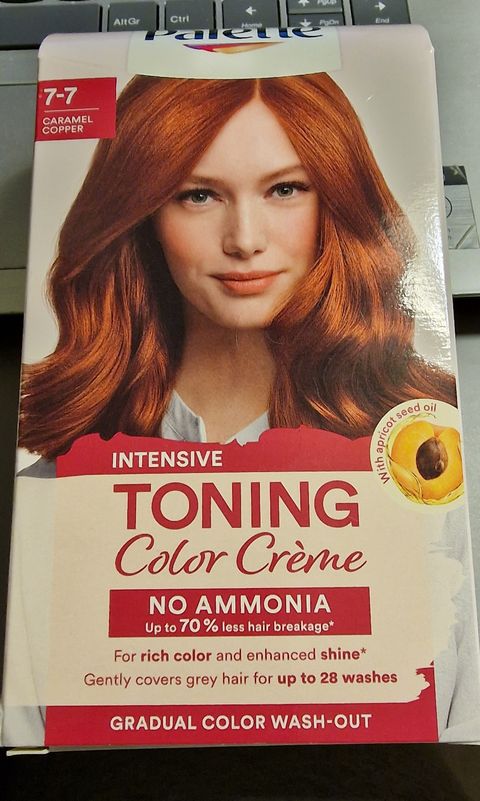 AltGr
Ctrl
Home
PgUp
PgDn
End
Palette
7-7
CARAMEL
COPPER
With apricot seed oil
INTENSIVE
TONING
Color Crème
NO AMMONIA
Up to 70% less hair breakage*
For rich color and enhanced shine*
Gently covers grey hair for up to 28 washes
GRADUAL COLOR WASH-OUT